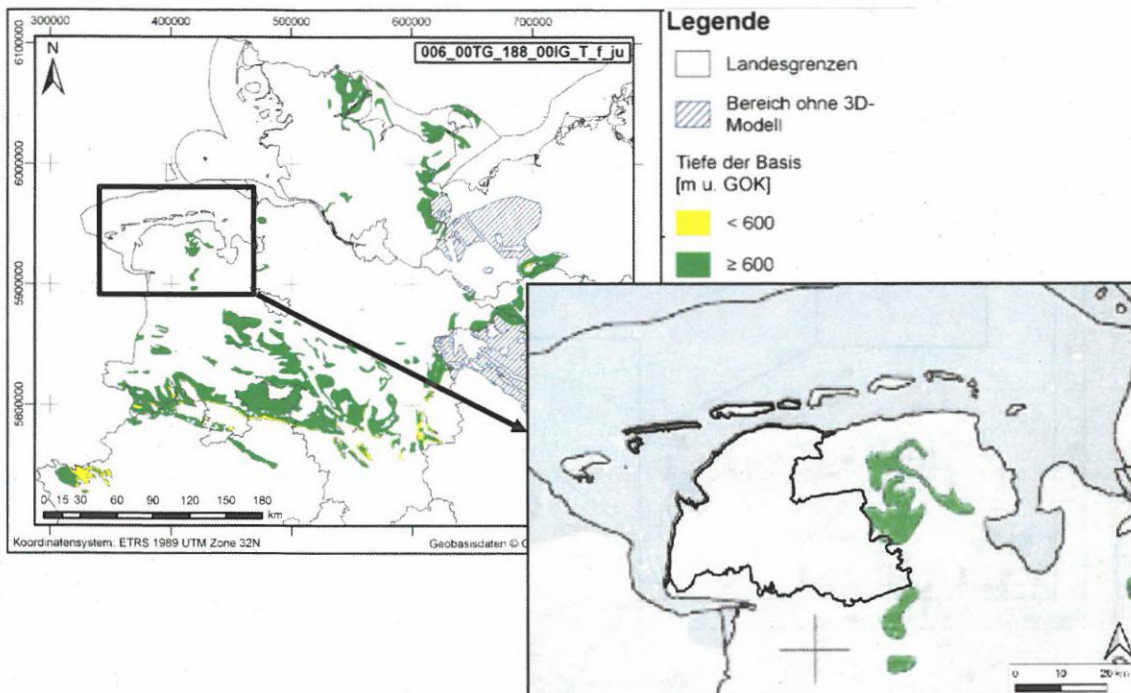 300000 400000 500000 600000 700000
6100000
6000000
5900000
5800000
N
006_00TG_188_00IG_T_f_ju
0 15 30 60 90 120 150 180
km
Koordinatensystem: ETRS 1989 UTM Zone 32N
Geobasisdaten ©
Legende
Landesgrenzen
Bereich ohne 3D-
Modell
Tiefe der Basis
[m u. GOK]
< 600
≥ 600
0 10 20 km